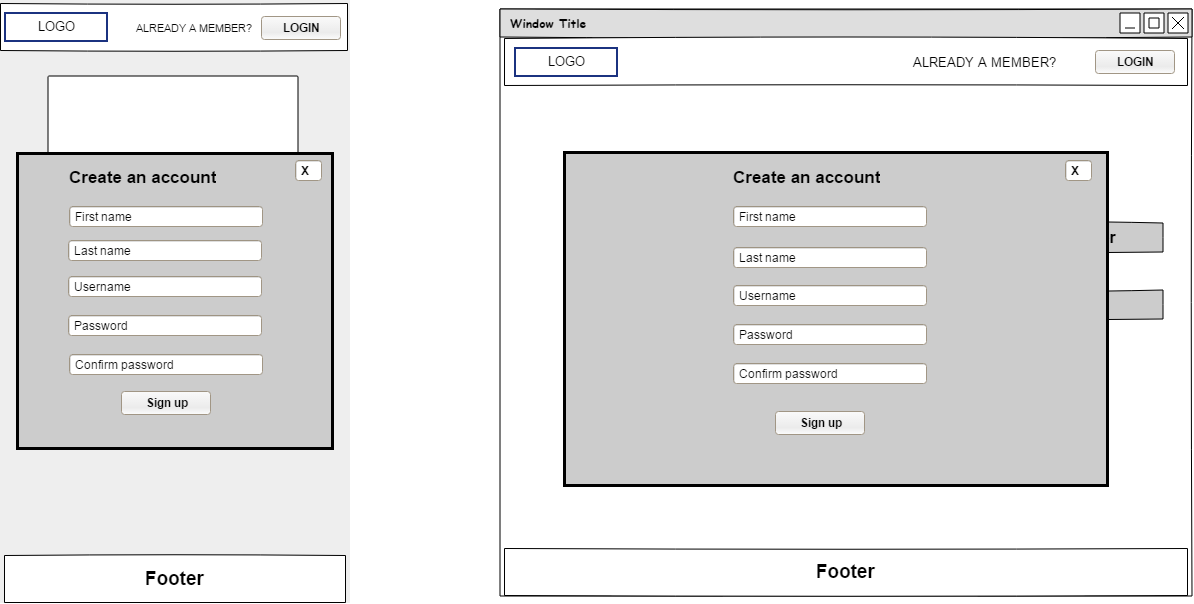 LOGO
ALREADY A MEMBER?
LOGIN
Create an account
X
First name
Last name
Username
Password
Confirm password
Sign up
Footer
Window Title
LOGO
ALREADY A MEMBER?
LOGIN
Create an account
X
First name
r
Last name
Username
Password
Confirm password
Sign up
Footer